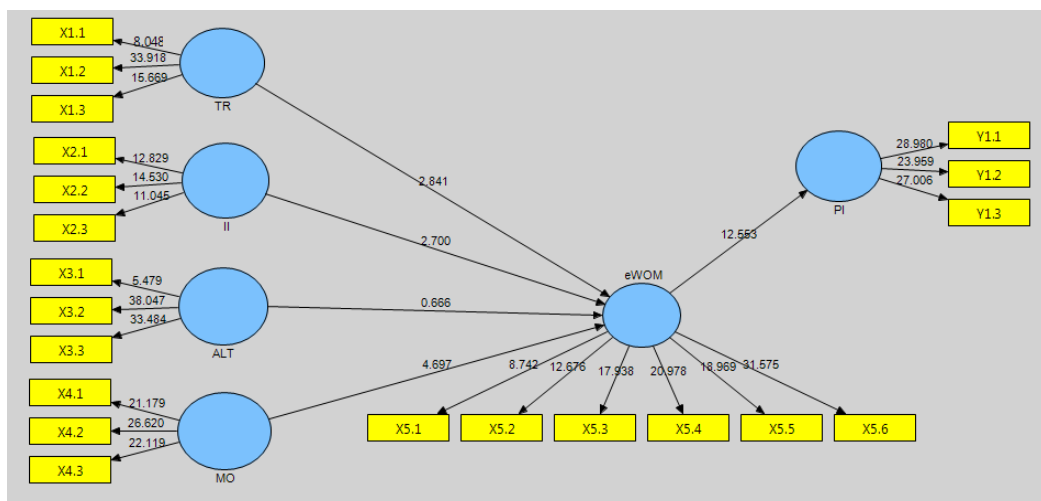 X1.1
8.048
X1.2
33.918
X1.3
15.669
TR
X2.1
12.829
X2.2
14.530
X2.3
11.045
II
X3.1
5.479
X3.2
38.047
X3.3
33.484
ALT
X4.1
21.179
X4.2
26.620
X4.3
22.119
MO
2.841
2.700
0.666
4.697
eWOM
8.742
12.676
17.938
20.978
18.969
31.575
X5.1
X5.2
X5.3
X5.4
X5.5
X5.6
12.553
PI
28.980
Y1.1
23.959
Y1.2
27.006
Y1.3